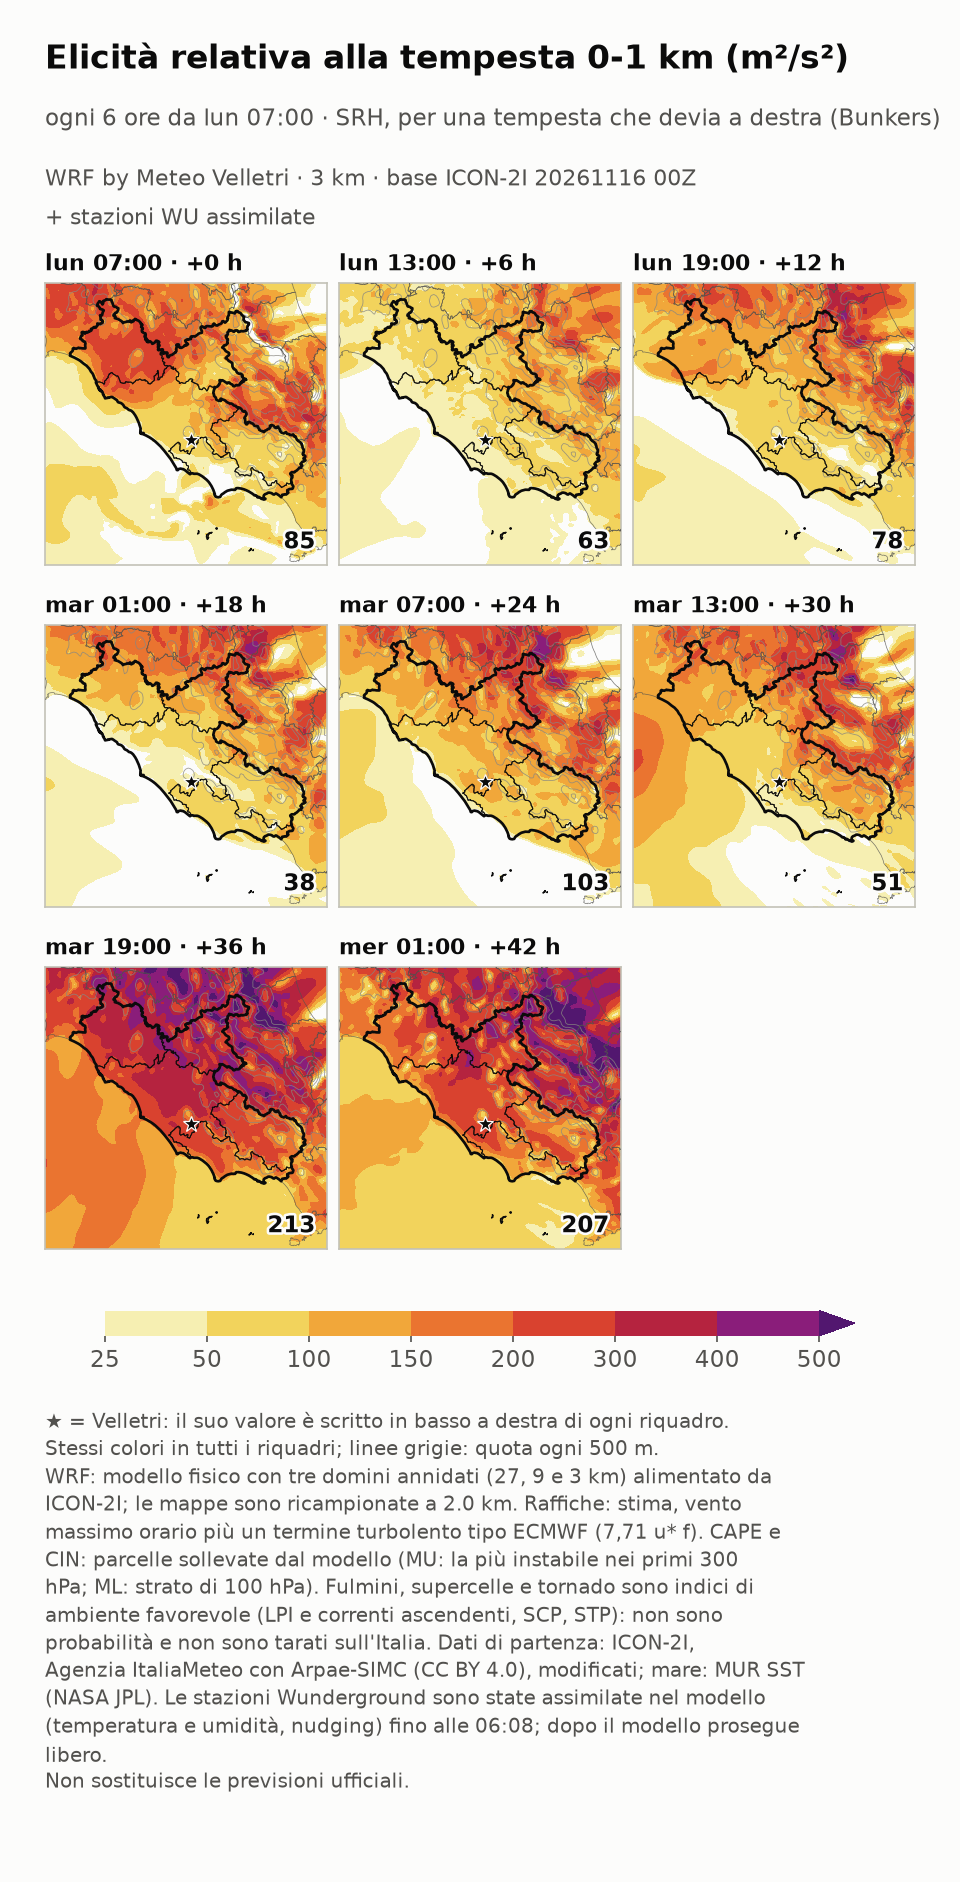 Elicità relativa alla tempesta 0-1 km (m²/s²)
ogni 6 ore da lun 07:00 · SRH, per una tempesta che devia a destra (Bunkers)
WRF by Meteo Velletri · 3 km · base ICON-2I 20261116 00Z
+ stazioni WU assimilate
lun 07:00 · +0 h
lun 13:00 · +6 h
lun 19:00 · +12 h
85
63
78
mar 01:00 · +18 h
mar 07:00 · +24 h
mar 13:00 · +30 h
38
103
51
mar 19:00 · +36 h
mer 01:00 · +42 h
213
207
25 50 100 150 200 300 400 500
★ = Velletri: il suo valore è scritto in basso a destra di ogni riquadro.
Stessi colori in tutti i riquadri; linee grigie: quota ogni 500 m.
WRF: modello fisico con tre domini annidati (27, 9 e 3 km) alimentato da
ICON-2I; le mappe sono ricampionate a 2.0 km. Raffiche: stima, vento
massimo orario più un termine turbolento tipo ECMWF (7,71 u* f). CAPE e
CIN: parcelle sollevate dal modello (MU: la più instabile nei primi 300
hPa; ML: strato di 100 hPa). Fulmini, supercelle e tornado sono indici di
ambiente favorevole (LPI e correnti ascendenti, SCP, STP): non sono
probabilità e non sono tarati sull'Italia. Dati di partenza: ICON-2I,
Agenzia ItaliaMeteo con Arpae-SIMC (CC BY 4.0), modificati; mare: MUR SST
(NASA JPL). Le stazioni Wunderground sono state assimilate nel modello
(temperatura e umidità, nudging) fino alle 06:08; dopo il modello prosegue
libero.
Non sostituisce le previsioni ufficiali.